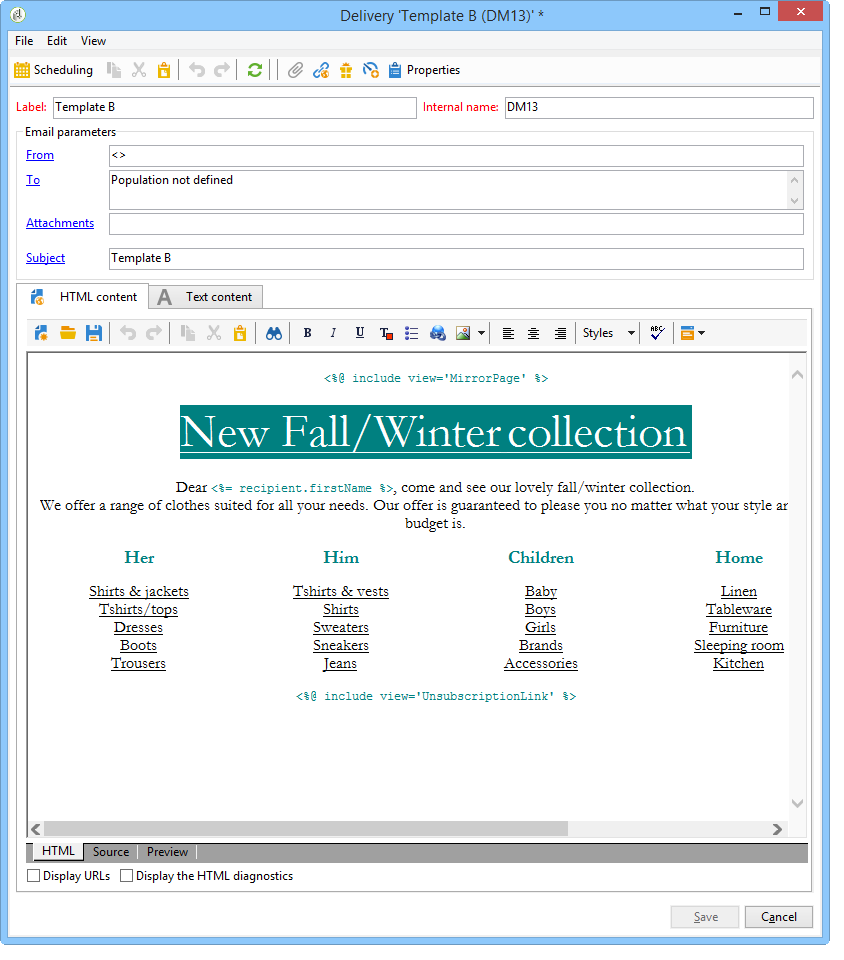 Delivery 'Template B (DM13)' *
File Edit View
Scheduling Properties
Label: Template B Internal name: DM13
Email parameters
From <>
To Population not defined
Attachments
Subject Template B
HTML content A Text content
B I U T Styles ABC
<%@ include view='MirrorPage' %>
New Fall/Winter collection
Dear <%= recipient.firstName %>, come and see our lovely fall/winter collection.
We offer a range of clothes suited for all your needs. Our offer is guaranteed to please you no matter what your style an
budget is.
Her Him Children Home
Shirts & jackets Tshirts & vests Baby Linen
Tshirts/tops Shirts Boys Tableware
Dresses Sweaters Girls Furniture
Boots Sneakers Brands Sleeping room
Trousers Jeans Accessories Kitchen
<%@ include view='UnsubscriptionLink' %>
HTML Source Preview
Display URLs Display the HTML diagnostics
Save Cancel